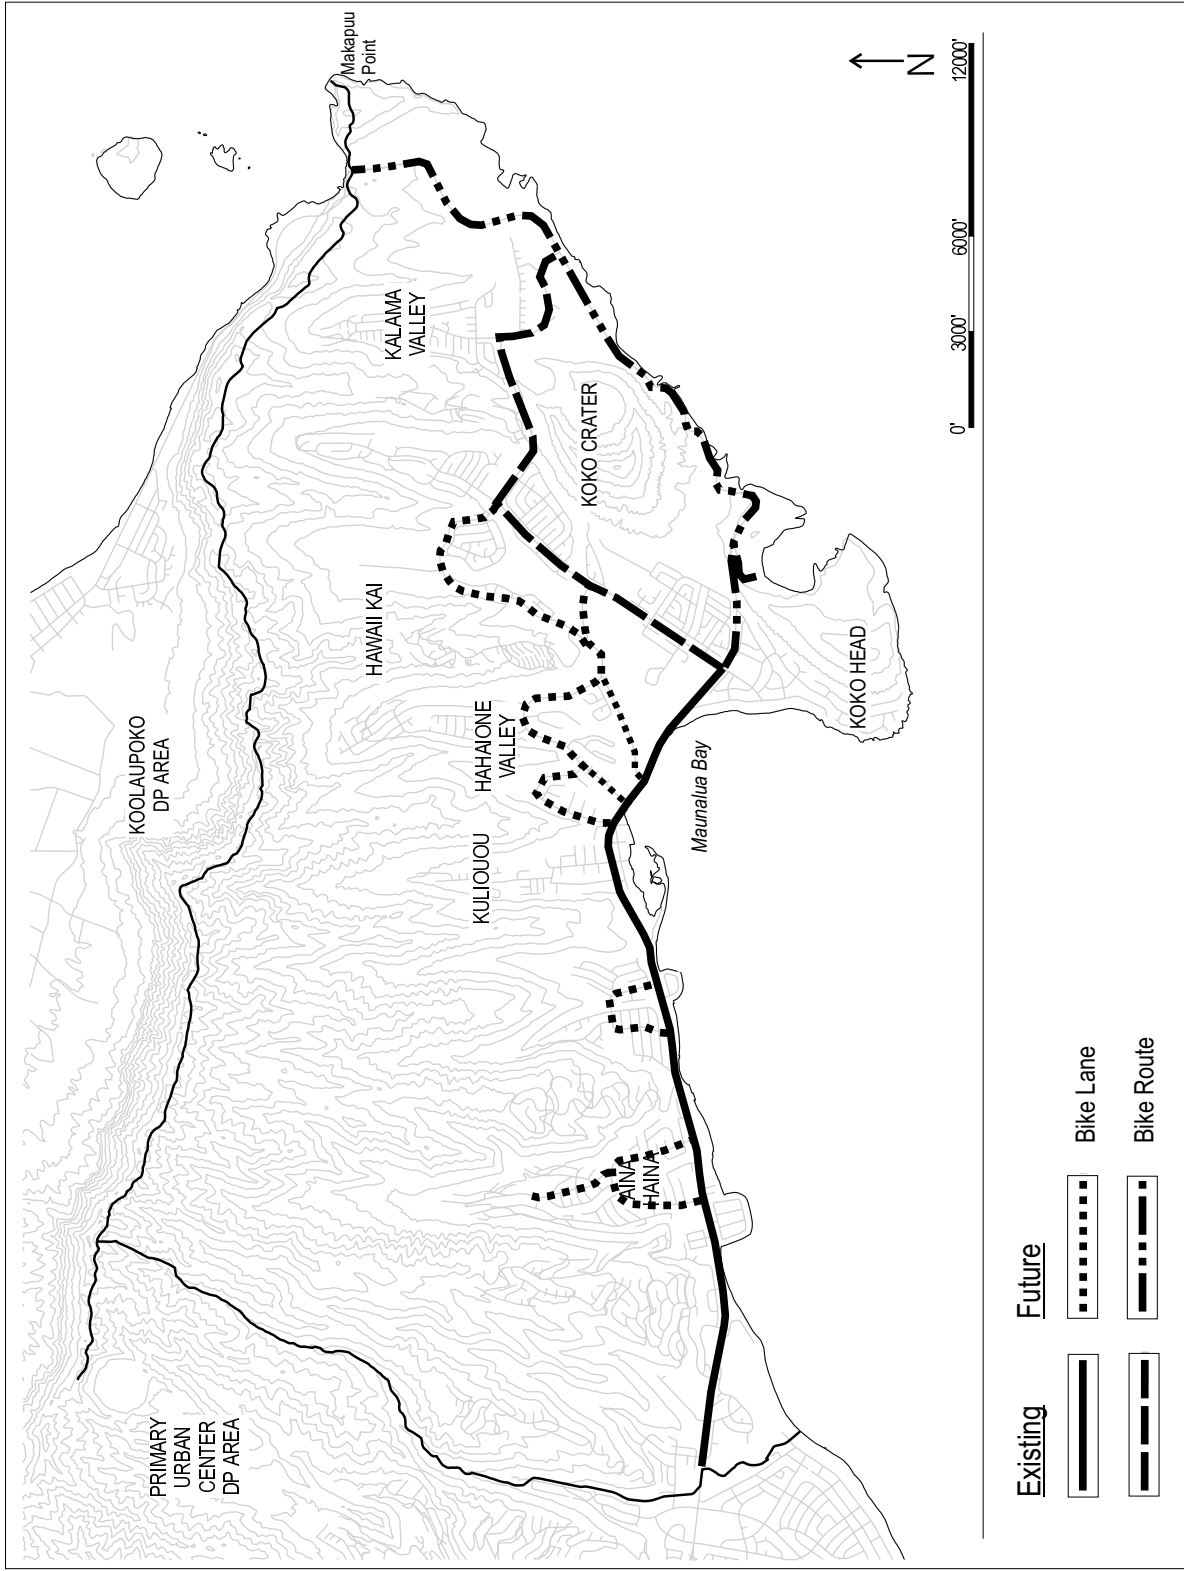 Makapuu
Point
KALAMA
VALLEY
KOKO CRATER
HAWAII KAI
HAHAIONE
VALLEY
KOOLAUPOKO
DP AREA
KULIOUOU
Maunalua Bay
KOKO HEAD
AINA
HAINA
PRIMARY
URBAN
CENTER
DP AREA
N
0' 3000' 6000' 12000'
Existing Future
Bike Lane
Bike Route